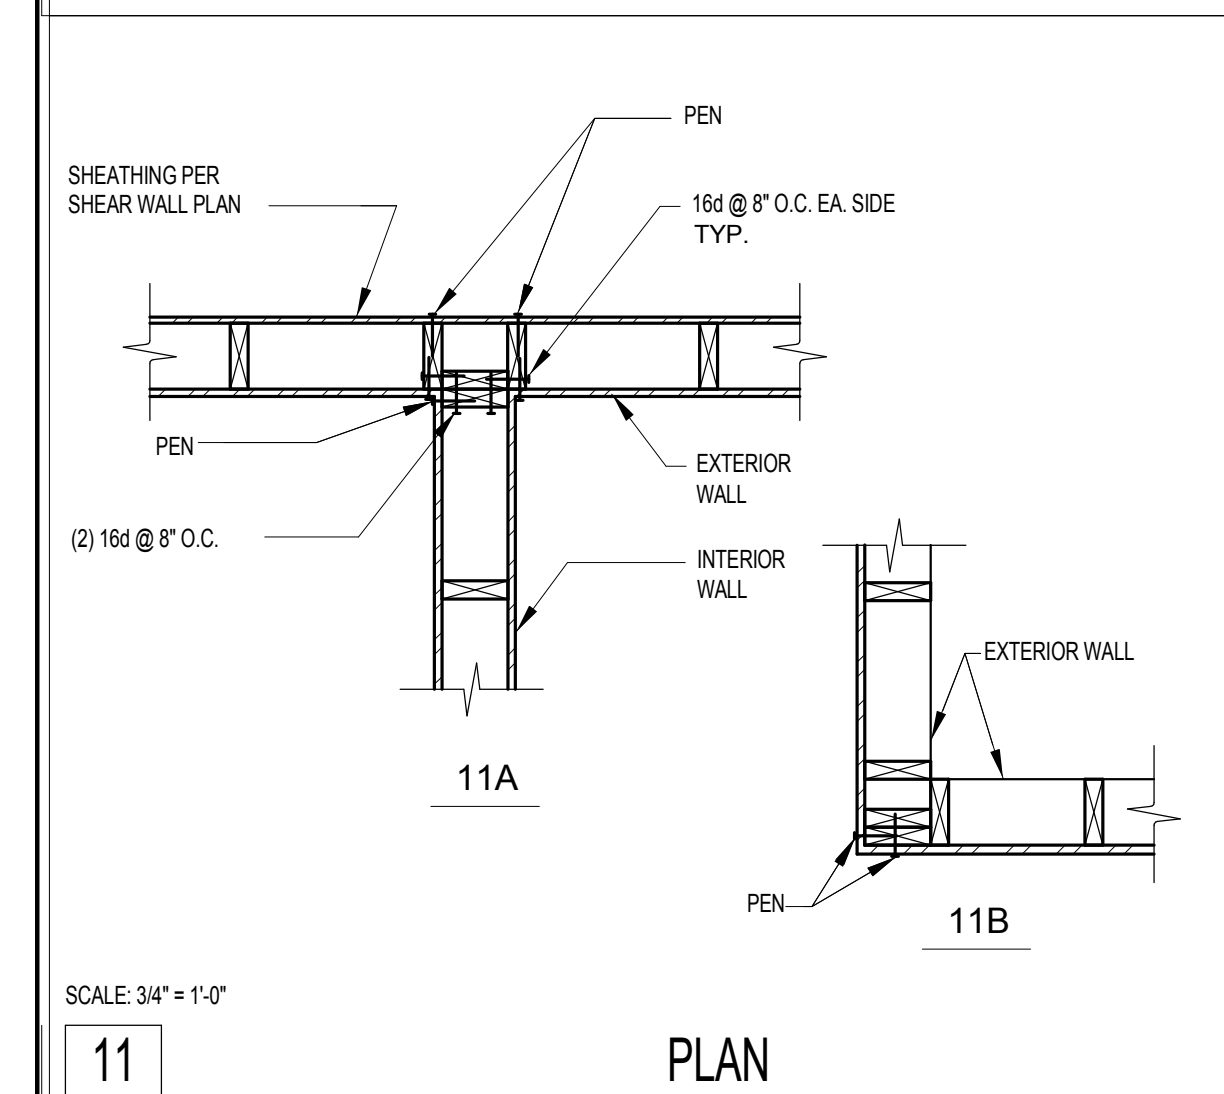 PEN
SHEATHING PER
SHEAR WALL PLAN
16d @ 8" O.C. EA. SIDE
TYP.
PEN
EXTERIOR
WALL
(2) 16d @ 8" O.C.
INTERIOR
WALL
EXTERIOR WALL
11A
PEN
11B
SCALE: 3/4" = 1'-0"
11
PLAN